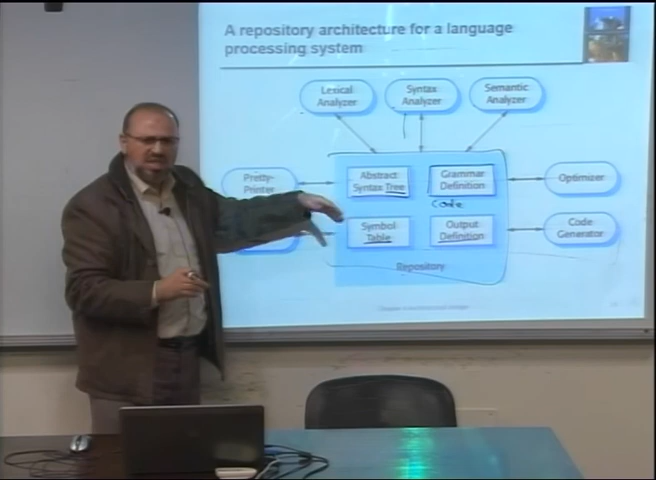 A repository architecture for a language
processing system
Lexical
Analyzer
Syntax
Analyzer
Semantic
Analyzer
Pretty-
Printer
Abstract
Syntax Tree
Grammar
Definition
Optimizer
Code
Symbol
Table
Output
Definition
Code
Generator
Repository